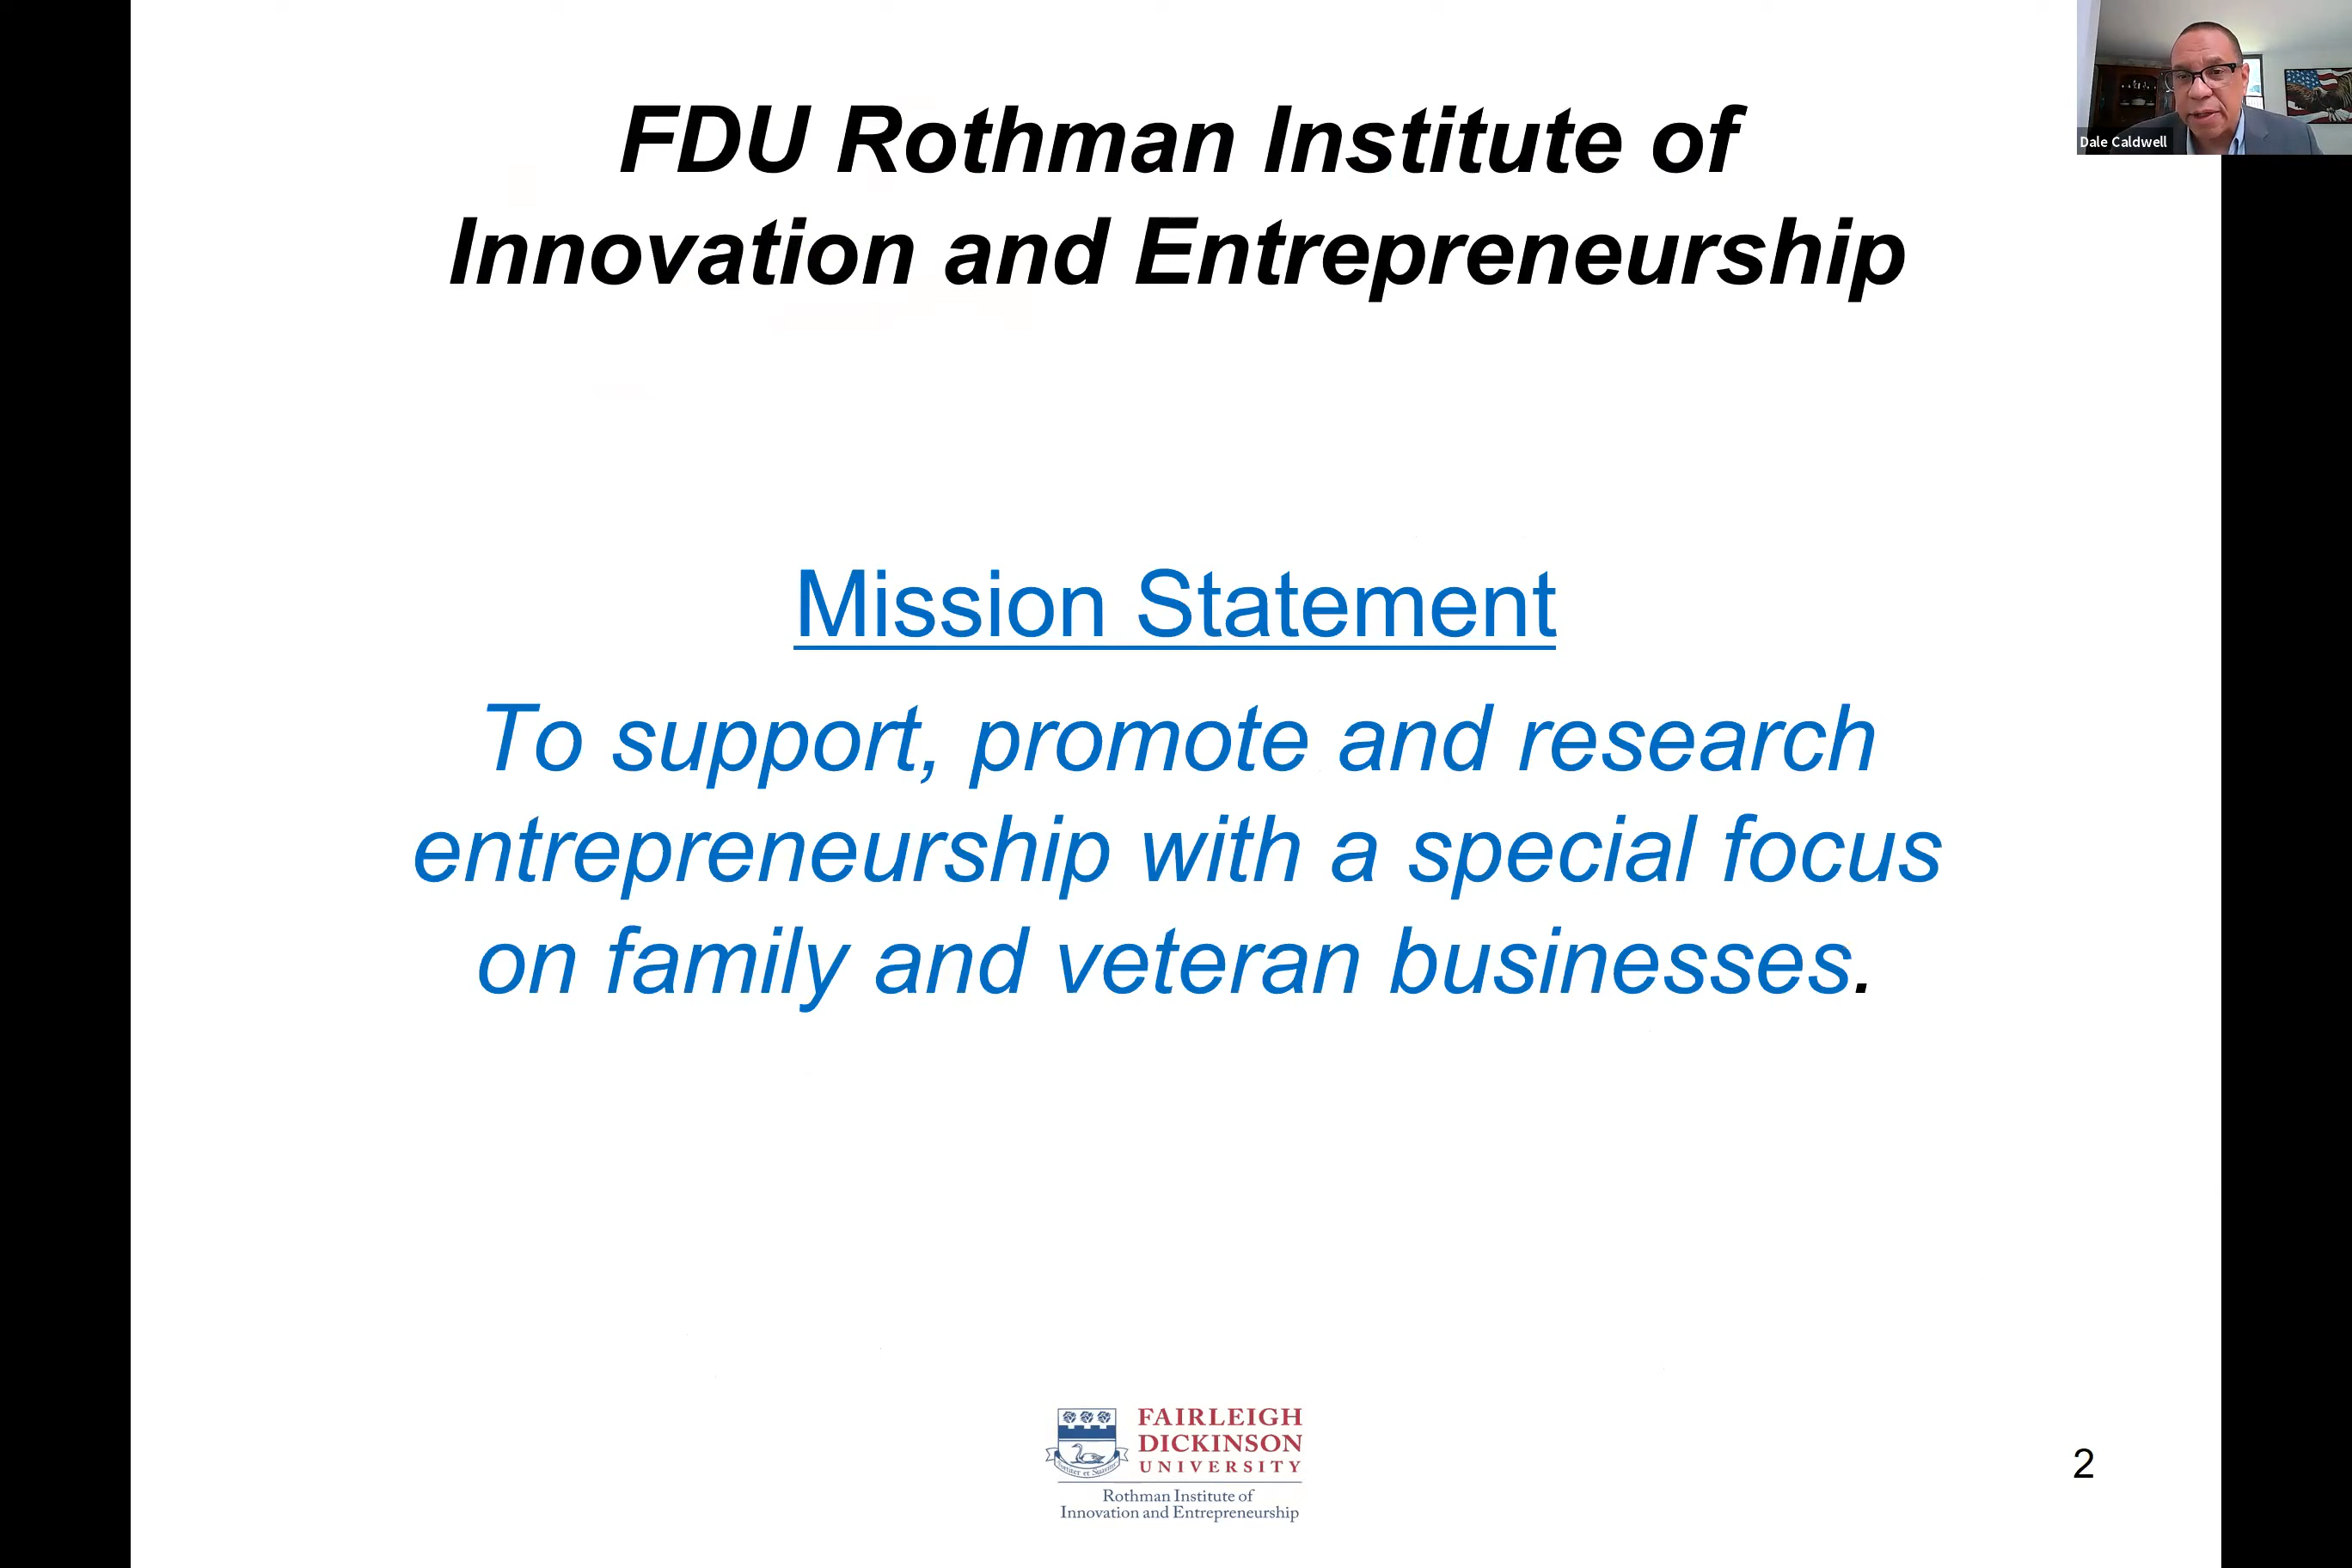 FDU Rothman Institute of
Innovation and Entrepreneurship
Dale Caldwell
Mission Statement
To support, promote and research
entrepreneurship with a special focus
on family and veteran businesses.
FAIRLEIGH
DICKINSON
UNIVERSITY
Rothman Institute of
Innovation and Entrepreneurship
2